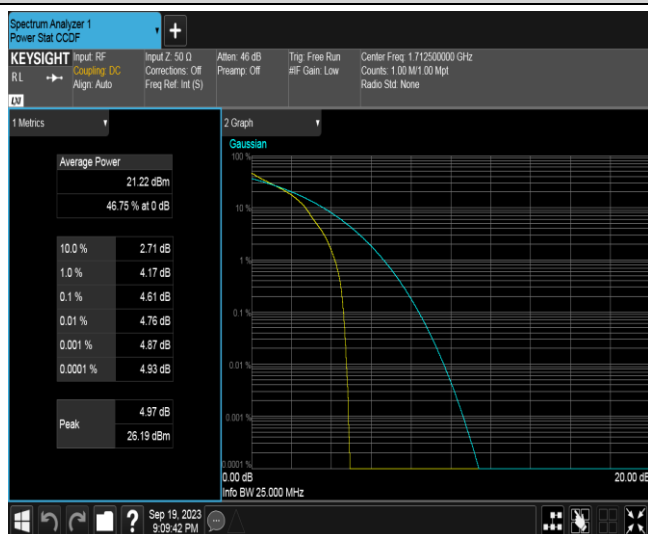 Spectrum Analyzer 1
Power Stat CCDF
KEYSIGHT
RL
LXI
Input: RF
Coupling: DC
Align: Auto
Input Z: 50 Ω
Corrections: Off
Freq Ref: Int (S)
Atten: 46 dB
Preamp: Off
Trig: Free Run
#IF Gain: Low
Center Freq: 1.712500000 GHz
Counts: 1.00 M/1.00 Mpt
Radio Std: None
1 Metrics
Average Power
21.22 dBm
46.75 % at 0 dB
10.0 % 2.71 dB
1.0 % 4.17 dB
0.1 % 4.61 dB
0.01 % 4.76 dB
0.001 % 4.87 dB
0.0001 % 4.93 dB
Peak
4.97 dB
26.19 dBm
2 Graph
Gaussian
100 %
10 %
1 %
0.1 %
0.01 %
0.001 %
0.0001 %
0.00 dB
20.00 dB
Info BW 25.000 MHz
?
Sep 19, 2023
9:09:42 PM